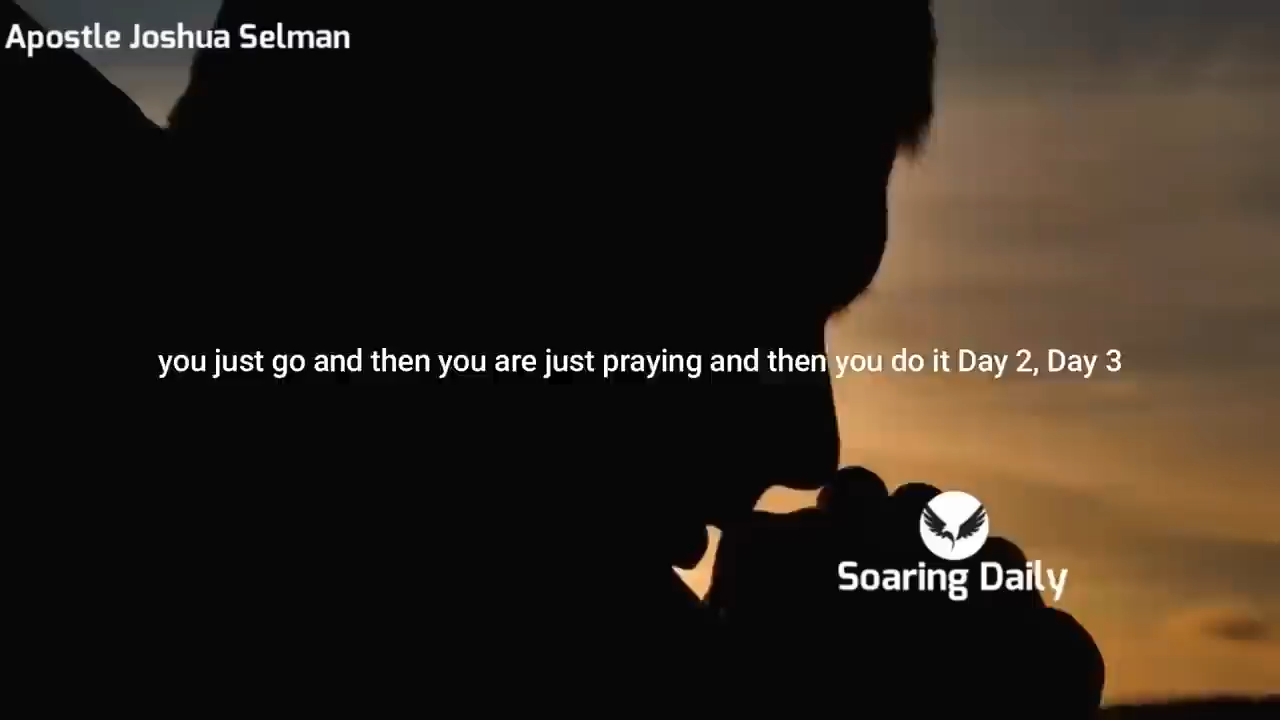 Apostle Joshua Selman
you just go and then you are just praying and then you do it Day 2, Day 3
Soaring Daily